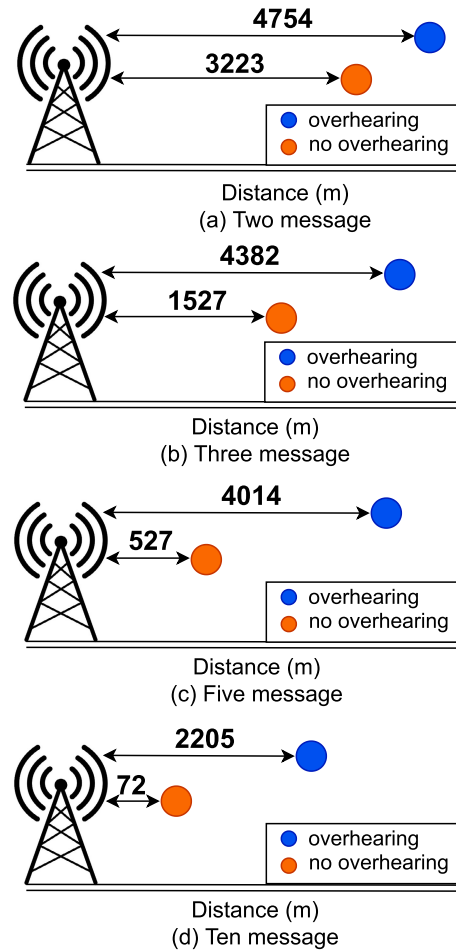 4754
3223
overhearing
no overhearing
Distance (m)
(a) Two message
4382
1527
overhearing
no overhearing
Distance (m)
(b) Three message
4014
527
overhearing
no overhearing
Distance (m)
(c) Five message
2205
72
overhearing
no overhearing
Distance (m)
(d) Ten message